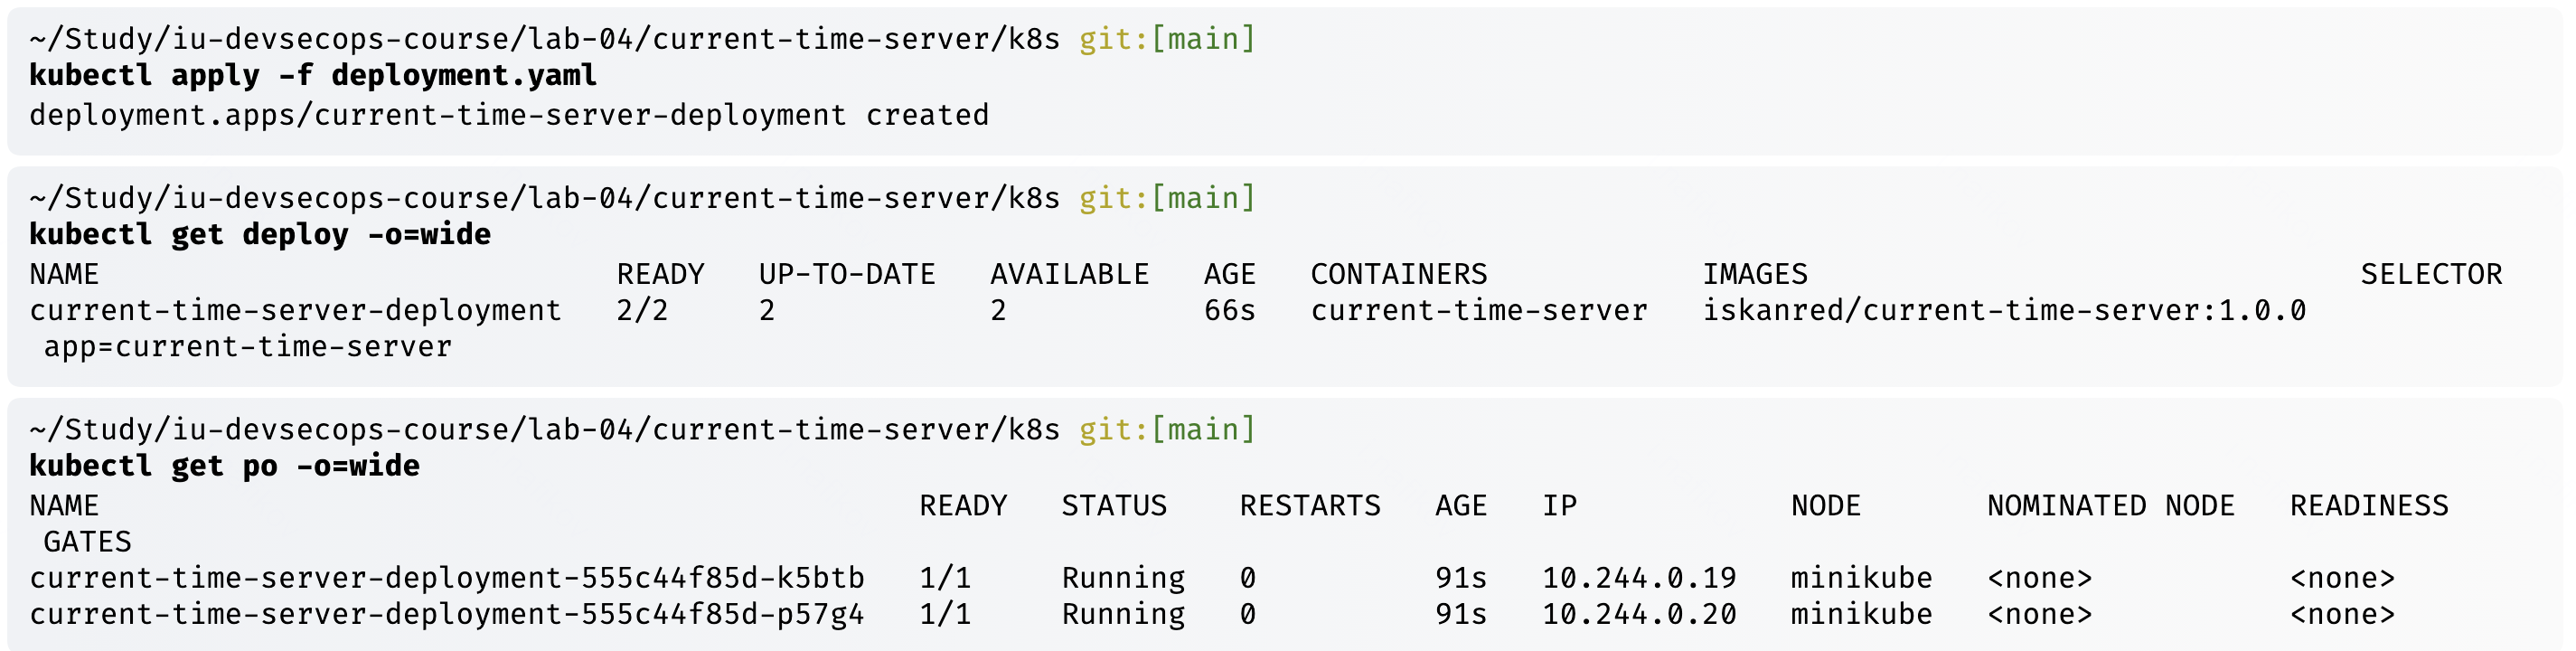 ~/Study/iu-devsecops-course/lab-04/current-time-server/k8s git:[main]
kubectl apply -f deployment.yaml
deployment.apps/current-time-server-deployment created
~/Study/iu-devsecops-course/lab-04/current-time-server/k8s git:[main]
kubectl get deploy -o=wide
NAME                             READY   UP-TO-DATE   AVAILABLE   AGE   CONTAINERS            IMAGES                               SELECTOR
current-time-server-deployment   2/2     2            2           66s   current-time-server   iskanred/current-time-server:1.0.0
 app=current-time-server
~/Study/iu-devsecops-course/lab-04/current-time-server/k8s git:[main]
kubectl get po -o=wide
NAME                                              READY   STATUS    RESTARTS   AGE   IP            NODE       NOMINATED NODE   READINESS
 GATES
current-time-server-deployment-555c44f85d-k5btb   1/1     Running   0          91s   10.244.0.19   minikube   <none>           <none>
current-time-server-deployment-555c44f85d-p57g4   1/1     Running   0          91s   10.244.0.20   minikube   <none>           <none>